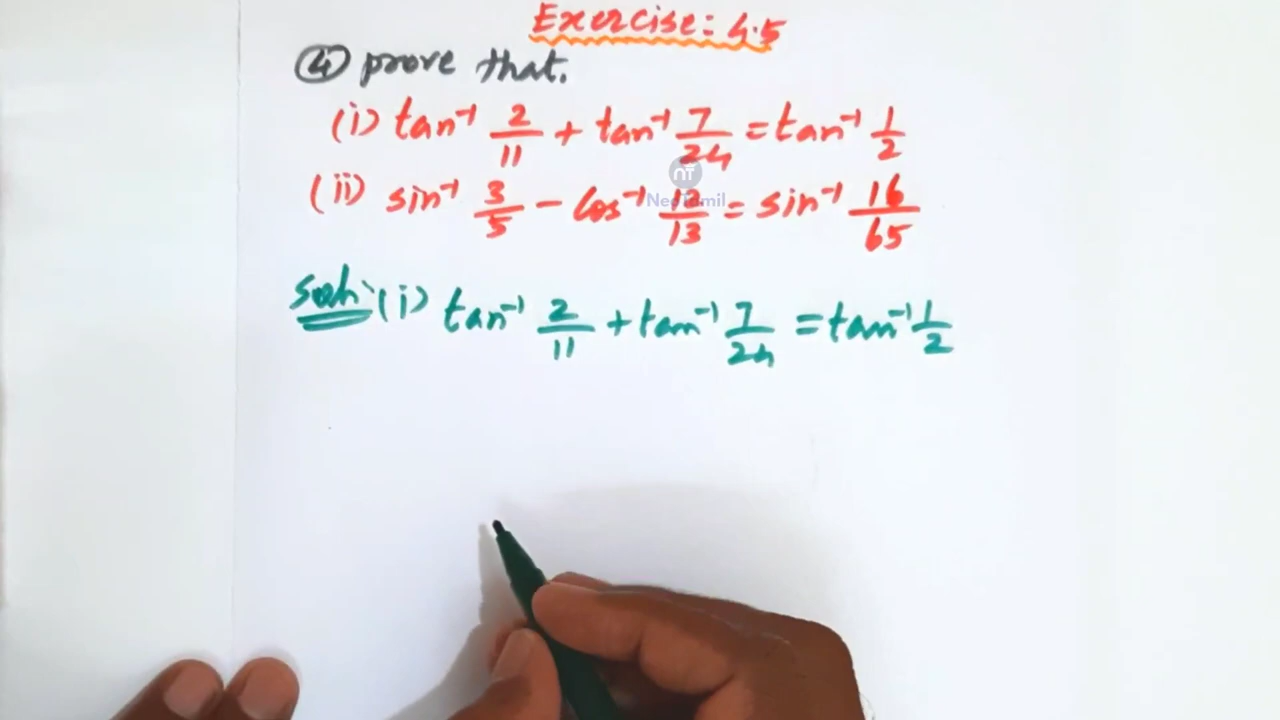 Exercise: 4.5
④ prove that.
(i) tan⁻¹ 2/11 + tan⁻¹ 7/24 = tan⁻¹ 1/2
(ii) sin⁻¹ 3/5 − cos⁻¹ 12/13 = sin⁻¹ 16/65
NeoTamil
Soln: (i) tan⁻¹ 2/11 + tan⁻¹ 7/24 = tan⁻¹ 1/2